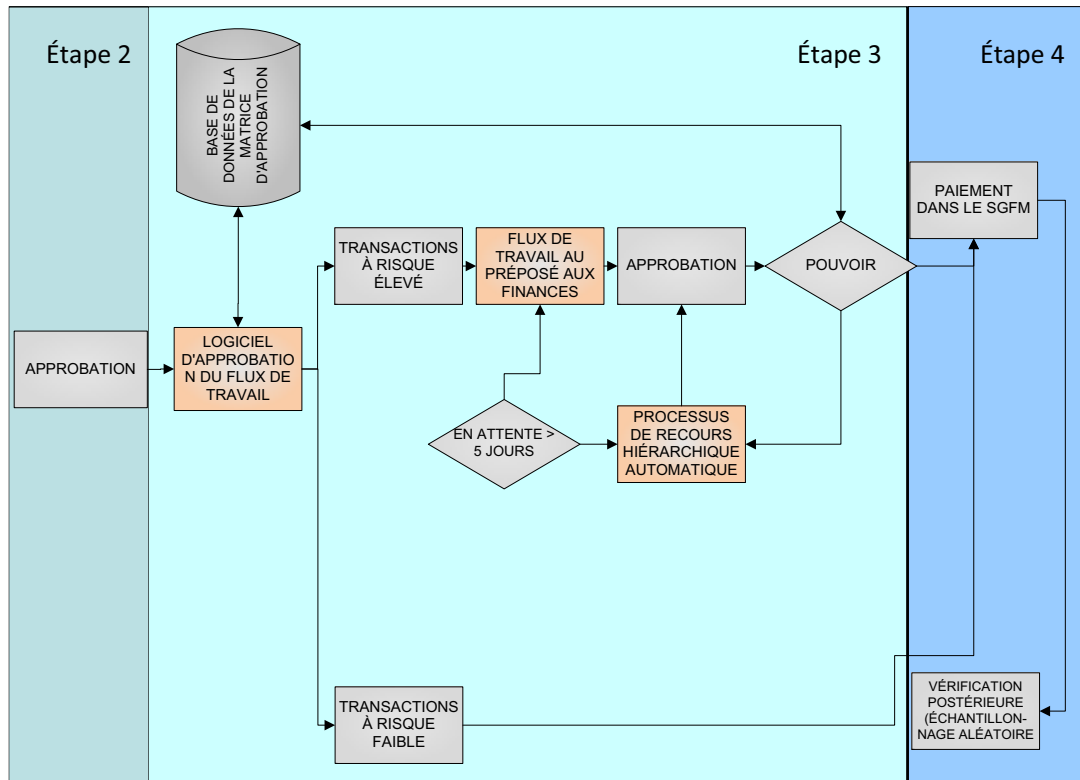 Étape 2
Étape 3
Étape 4
BASE DE
DONNÉES DE LA
MATRICE
D'APPROBATION
PAIEMENT
DANS LE SGFM
TRANSACTIONS
À RISQUE
ÉLEVÉ
FLUX DE
TRAVAIL AU
PRÉPOSÉ AUX
FINANCES
APPROBATION
POUVOIR
APPROBATION
LOGICIEL
D'APPROBATIO
N DU FLUX DE
TRAVAIL
EN ATTENTE >
5 JOURS
PROCESSUS
DE RECOURS
HIÉRARCHIQUE
AUTOMATIQUE
TRANSACTIONS
À RISQUE
FAIBLE
VÉRIFICATION
POSTÉRIEURE
(ÉCHANTILLON-
NAGE ALÉATOIRE